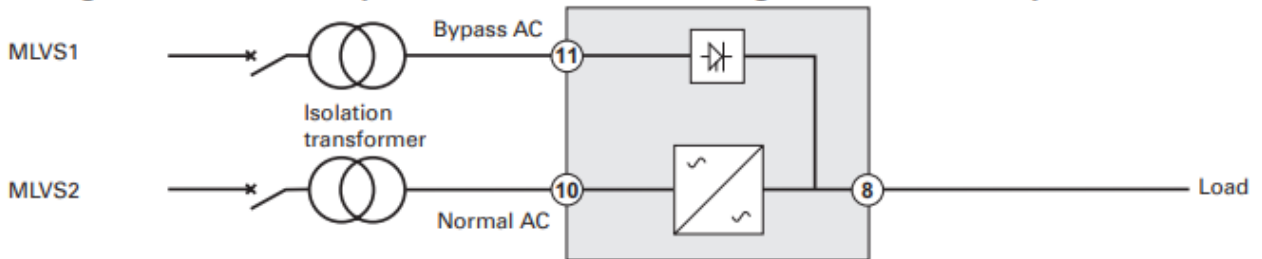 Bypass AC
MLVS1
11
Isolation
transformer
MLVS2
10
8
Load
Normal AC